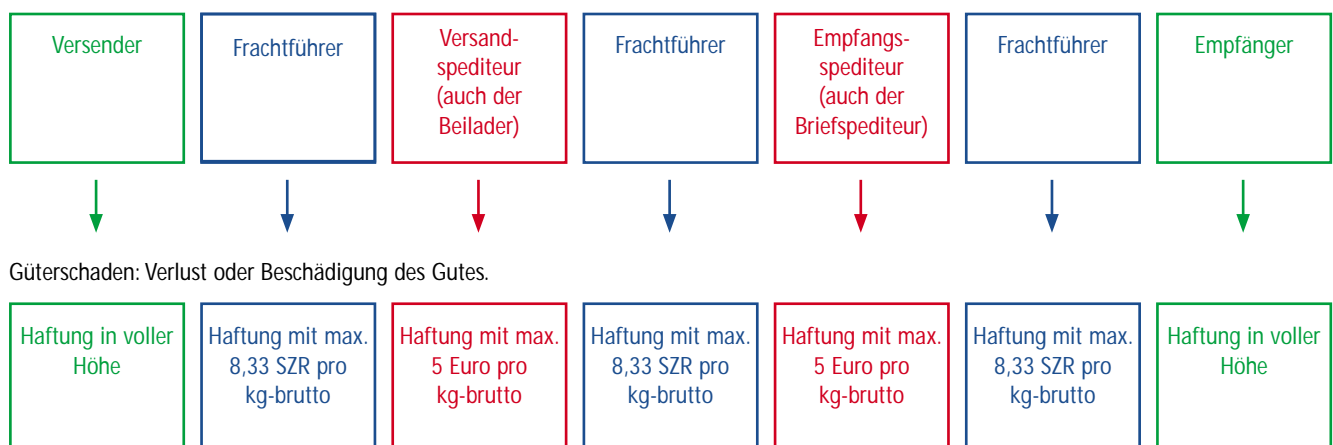 Versender
Frachtführer
Versand-
spediteur
(auch der
Beilader)
Frachtführer
Empfangs-
spediteur
(auch der
Briefspediteur)
Frachtführer
Empfänger
Güterschaden: Verlust oder Beschädigung des Gutes.
Haftung in voller
Höhe
Haftung mit max.
8,33 SZR pro
kg-brutto
Haftung mit max.
5 Euro pro
kg-brutto
Haftung mit max.
8,33 SZR pro
kg-brutto
Haftung mit max.
5 Euro pro
kg-brutto
Haftung mit max.
8,33 SZR pro
kg-brutto
Haftung in voller
Höhe